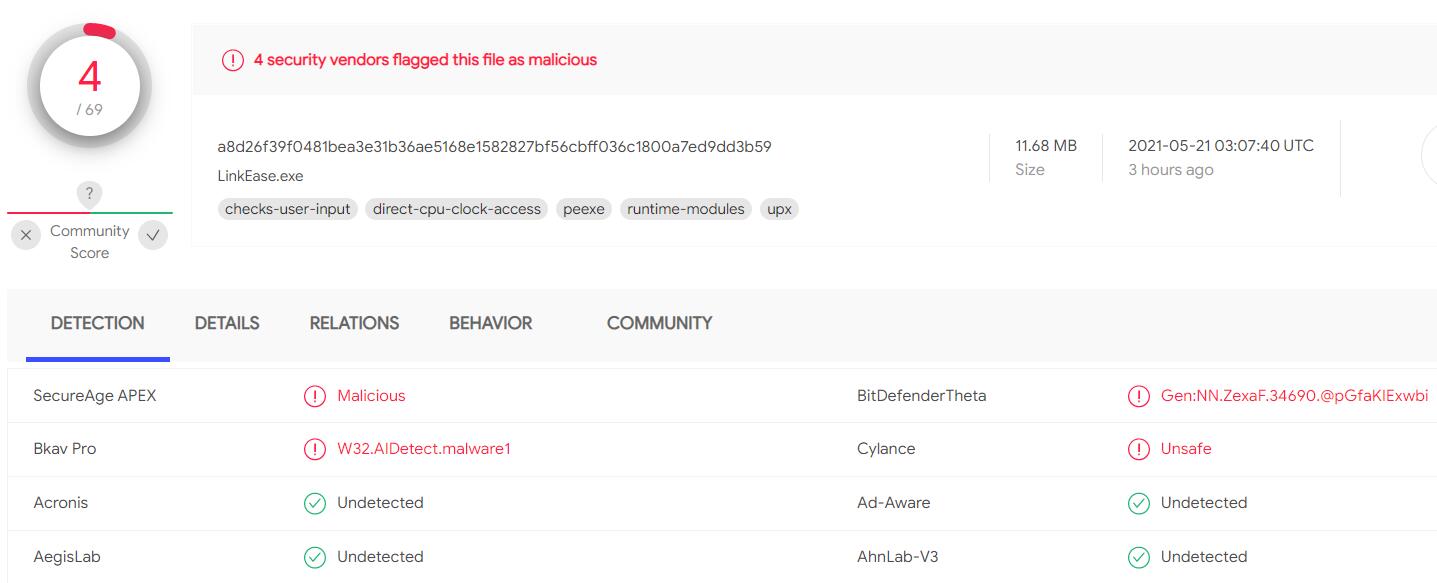 4
/ 69
?
Community
Score
4 security vendors flagged this file as malicious
a8d26f39f0481bea3e31b36ae5168e1582827bf56cbff036c1800a7ed9dd3b59
LinkEase.exe
checks-user-input direct-cpu-clock-access peexe runtime-modules upx
11.68 MB
Size
2021-05-21 03:07:40 UTC
3 hours ago
DETECTION DETAILS RELATIONS BEHAVIOR COMMUNITY
SecureAge APEX Malicious BitDefenderTheta Gen:NN.ZexaF.34690.@pGfaKlExwbi
Bkav Pro W32.AIDetect.malware1 Cylance Unsafe
Acronis Undetected Ad-Aware Undetected
AegisLab Undetected AhnLab-V3 Undetected